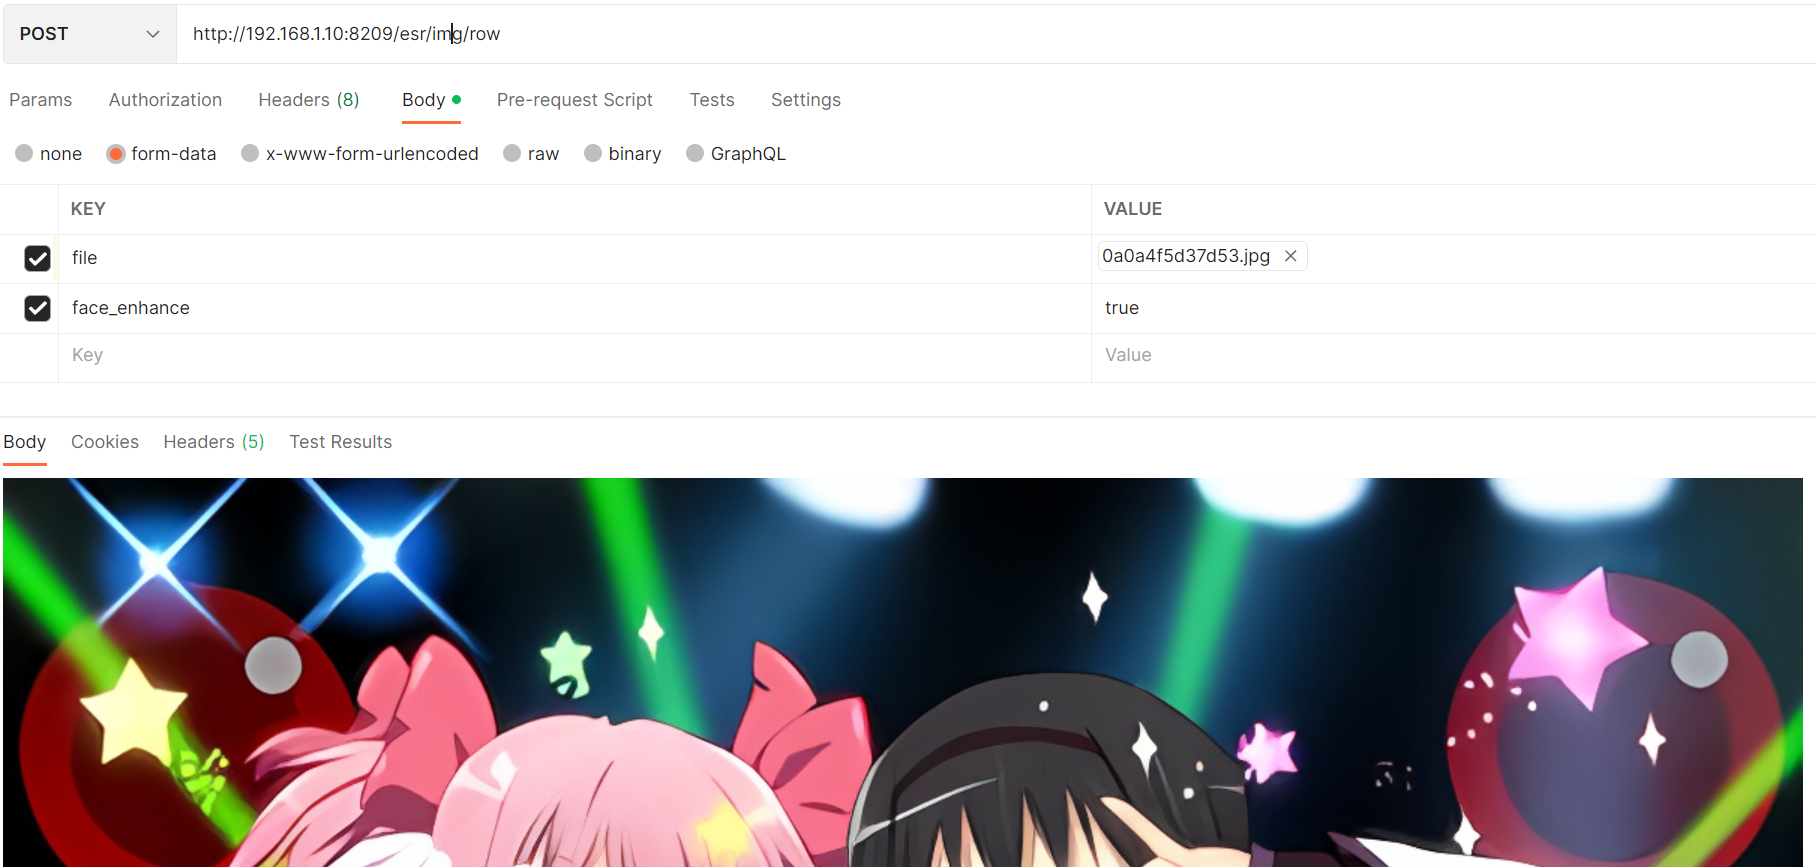 POST http://192.168.1.10:8209/esr/img/row
Params Authorization Headers (8) Body Pre-request Script Tests Settings
none form-data x-www-form-urlencoded raw binary GraphQL
KEY VALUE
file 0a0a4f5d37d53.jpg
face_enhance true
Key Value
Body Cookies Headers (5) Test Results